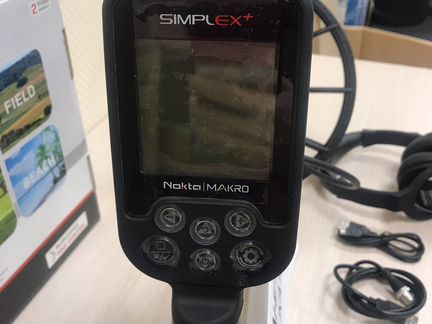 SIMPLEX+
FIELD
BEACH
Nokta|MAKRO